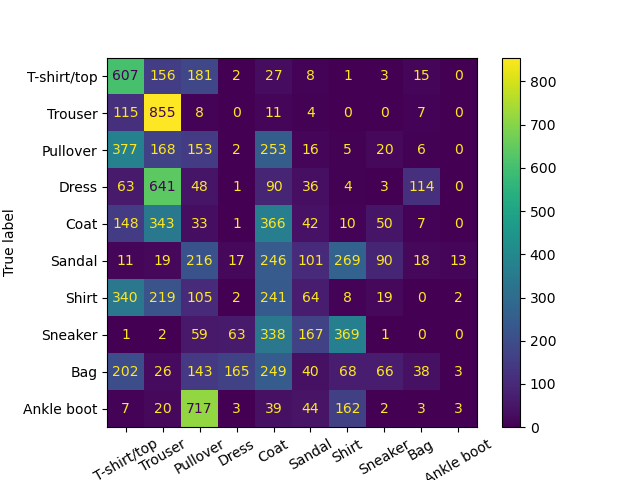 T-shirt/top 607 156 181 2 27 8 1 3 15 0
Trouser 115 855 8 0 11 4 0 0 7 0
Pullover 377 168 153 2 253 16 5 20 6 0
Dress 63 641 48 1 90 36 4 3 114 0
Coat 148 343 33 1 366 42 10 50 7 0
Sandal 11 19 216 17 246 101 269 90 18 13
Shirt 340 219 105 2 241 64 8 19 0 2
Sneaker 1 2 59 63 338 167 369 1 0 0
Bag 202 26 143 165 249 40 68 66 38 3
Ankle boot 7 20 717 3 39 44 162 2 3 3
T-shirt/top Trouser Pullover Dress Coat Sandal Shirt Sneaker Bag Ankle boot
True label
800
700
600
500
400
300
200
100
0